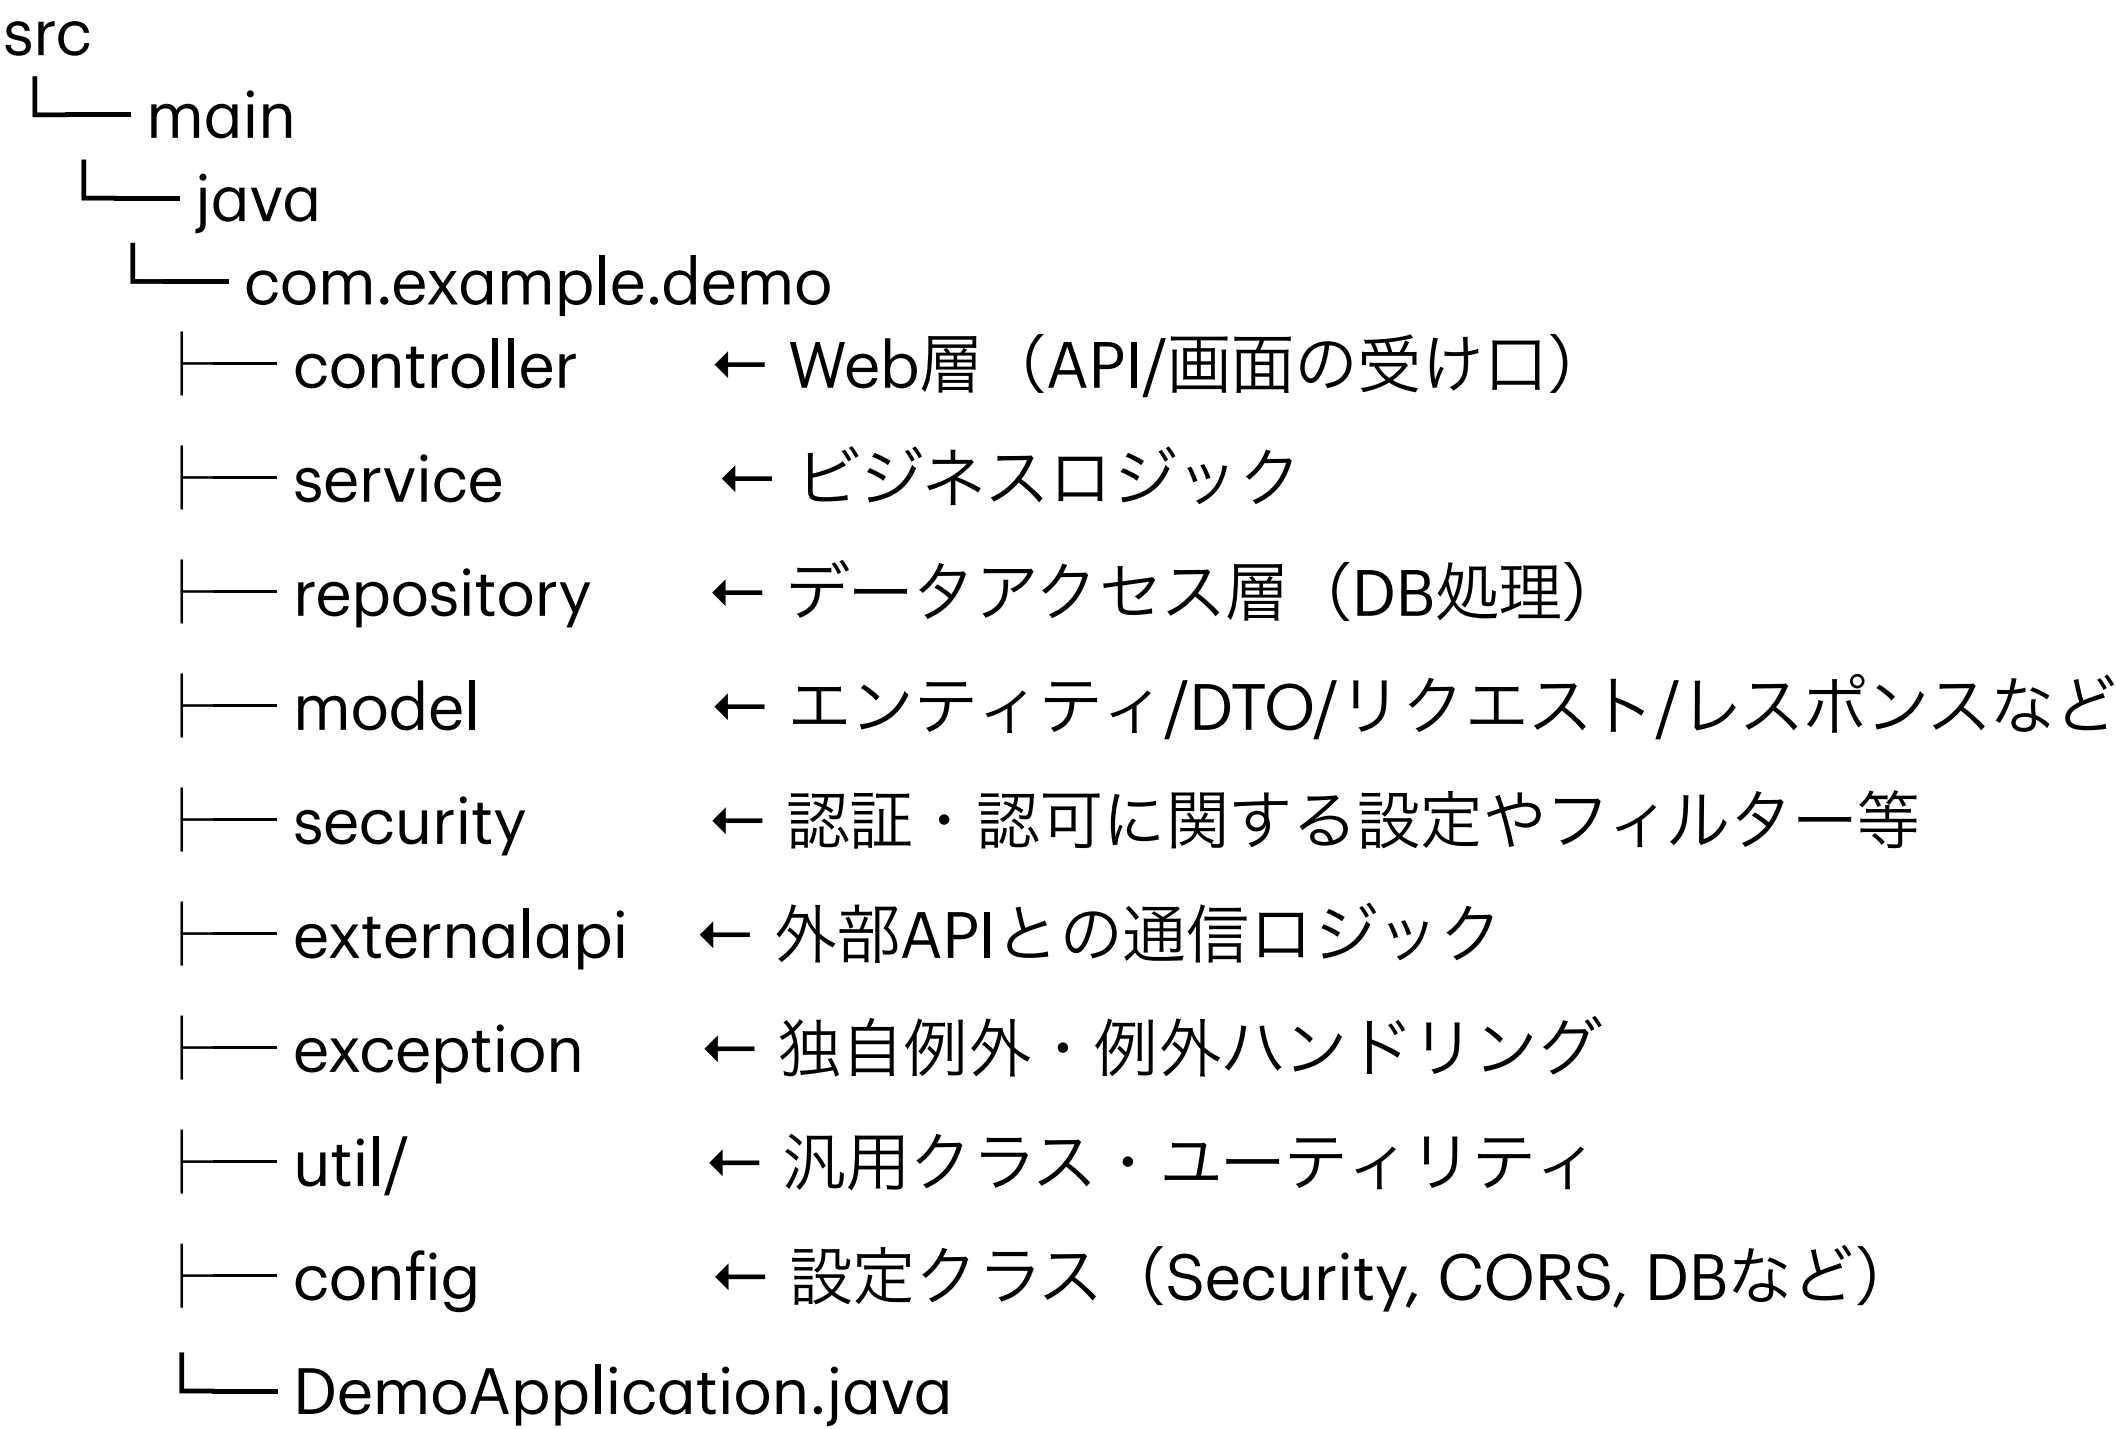 src
└── main
└── java
└── com.example.demo
├── controller ← Web層（API/画面の受け口）
├── service ← ビジネスロジック
├── repository ← データアクセス層（DB処理）
├── model ← エンティティ/DTO/リクエスト/レスポンスなど
├── security ← 認証・認可に関する設定やフィルター等
├── externalapi ← 外部APIとの通信ロジック
├── exception ← 独自例外・例外ハンドリング
├── util/ ← 汎用クラス・ユーティリティ
├── config ← 設定クラス（Security, CORS, DBなど）
└── DemoApplication.java